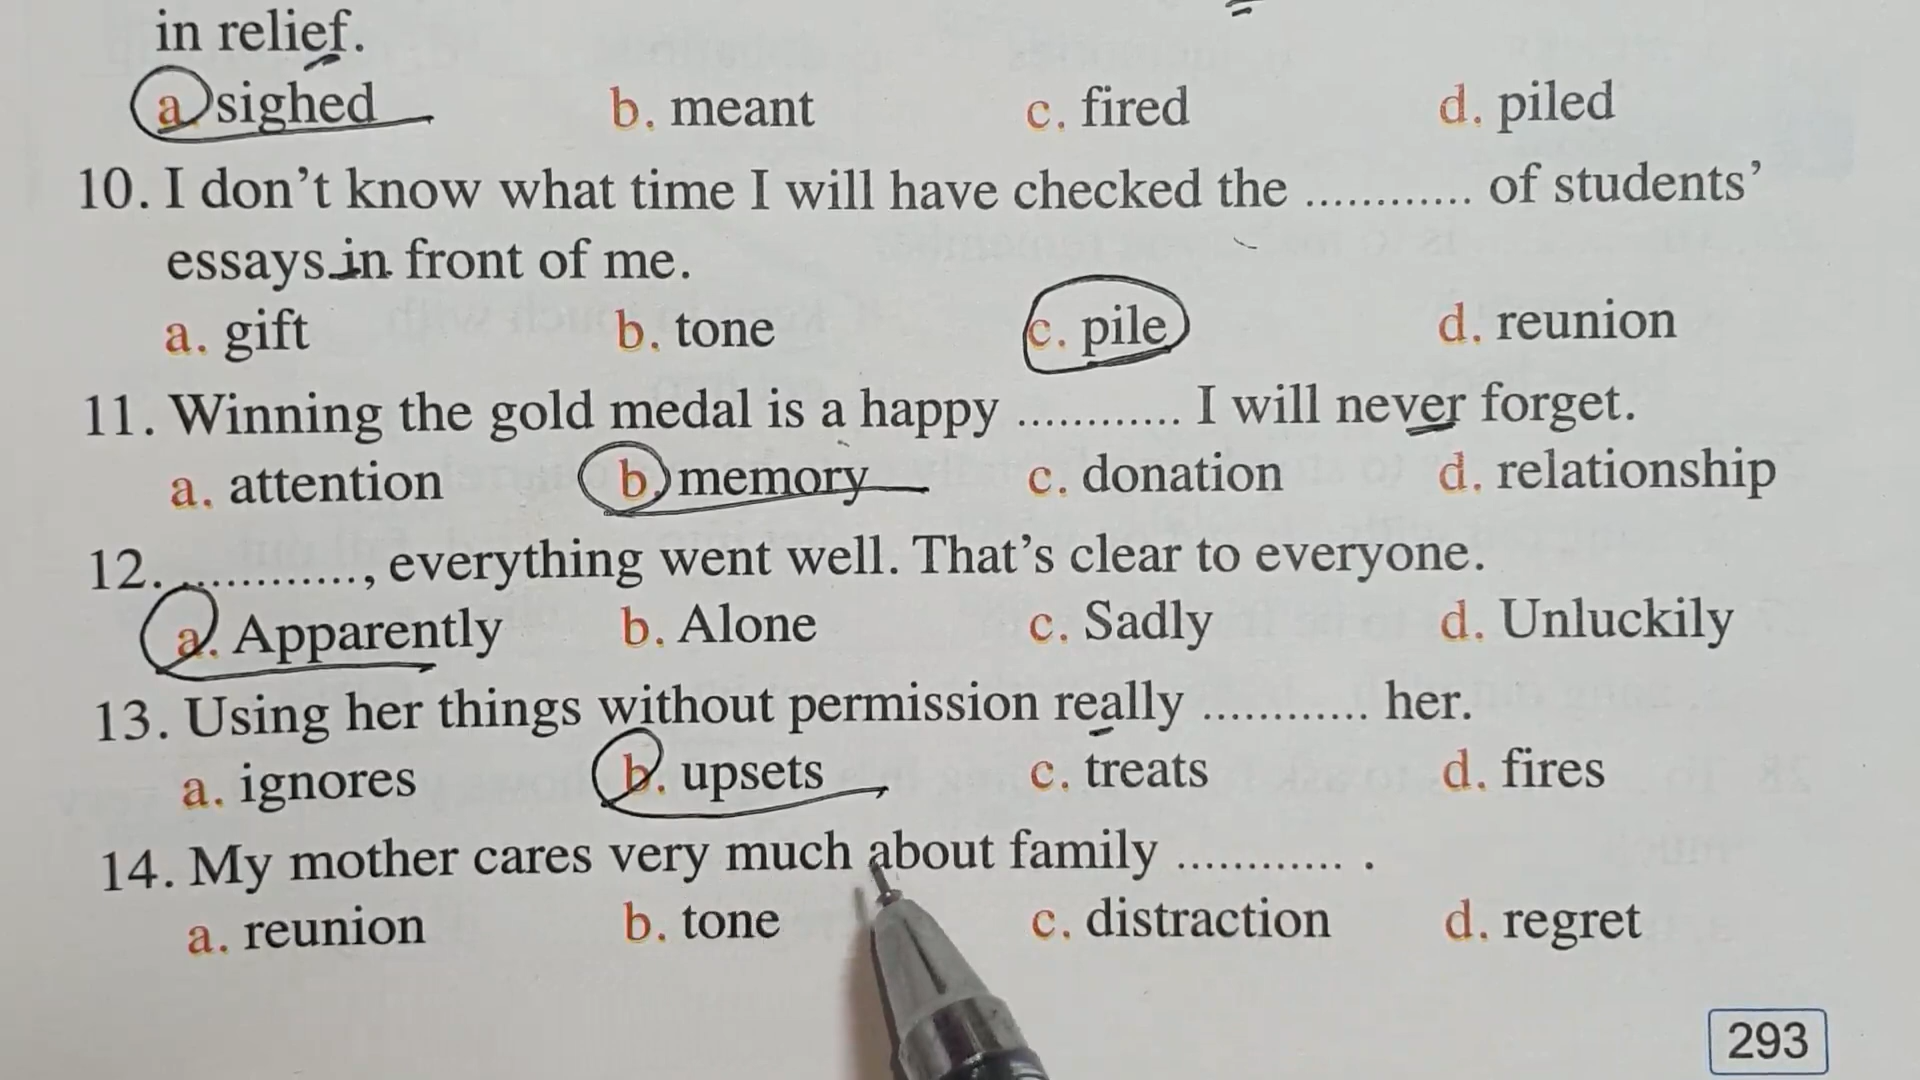 in relief.
a. sighed b. meant c. fired d. piled
10. I don't know what time I will have checked the ............ of students'
essays in front of me.
a. gift b. tone c. pile d. reunion
11. Winning the gold medal is a happy ............ I will never forget.
a. attention b. memory c. donation d. relationship
12. ............, everything went well. That's clear to everyone.
a. Apparently b. Alone c. Sadly d. Unluckily
13. Using her things without permission really ............ her.
a. ignores b. upsets c. treats d. fires
14. My mother cares very much about family ............ .
a. reunion b. tone c. distraction d. regret
293